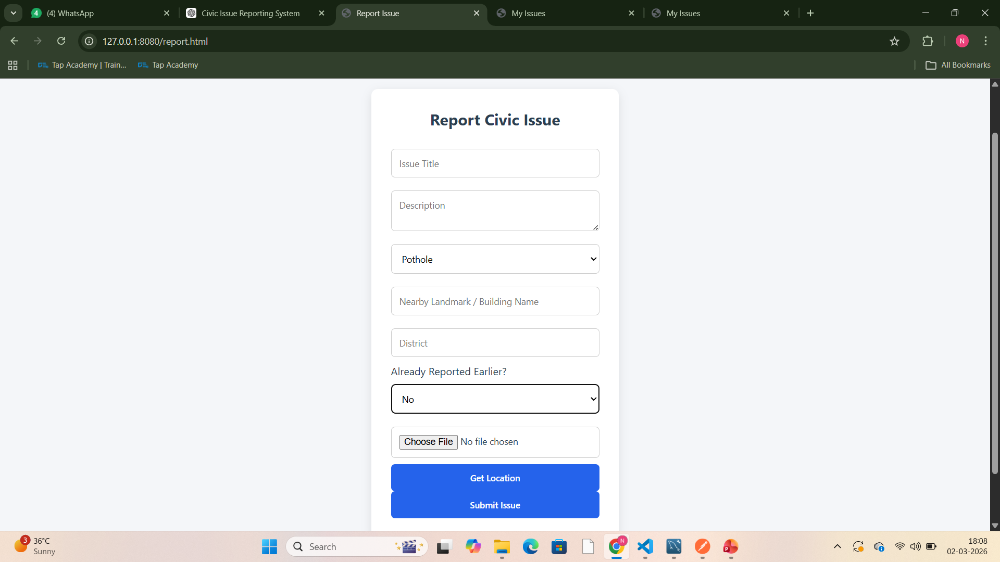 4
(4) WhatsApp
Civic Issue Reporting System
Report Issue
My Issues
My Issues
127.0.0.1:8080/report.html
N
Tap Academy | Train...
Tap Academy
All Bookmarks
Report Civic Issue
Issue Title
Description
Pothole
Nearby Landmark / Building Name
District
Already Reported Earlier?
No
Choose File No file chosen
Get Location
Submit Issue
3
36°C
Sunny
Search
N
P
18:08
02-03-2026